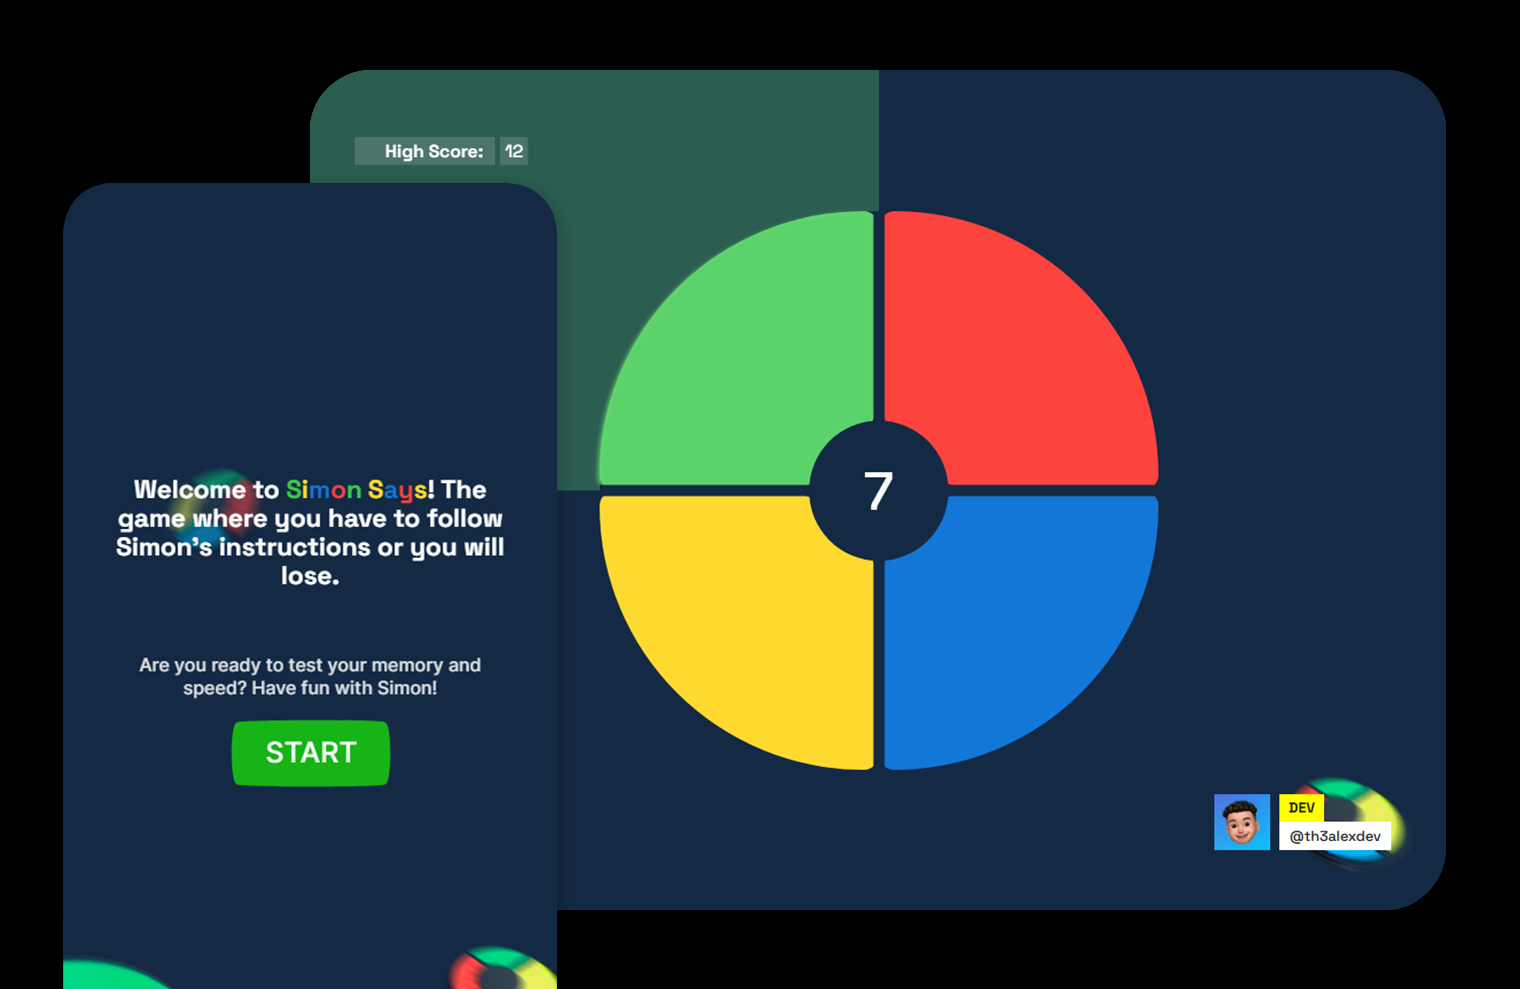 High Score: 12
Welcome to Simon Says! The
game where you have to follow
Simon's instructions or you will
lose.
Are you ready to test your memory and
speed? Have fun with Simon!
START
7
DEV
@th3alexdev